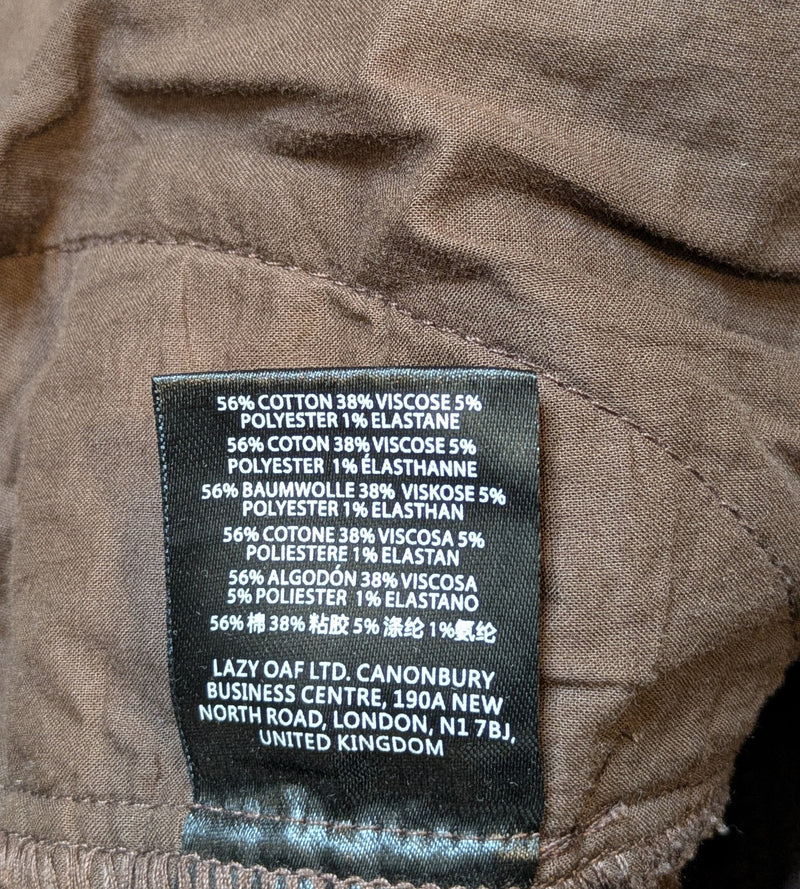 56% COTTON 38% VISCOSE 5%
POLYESTER 1% ELASTANE
56% COTON 38% VISCOSE 5%
POLYESTER 1% ÉLASTHANNE
56% BAUMWOLLE 38% VISKOSE 5%
POLYESTER 1% ELASTHAN
56% COTONE 38% VISCOSA 5%
POLIESTERE 1% ELASTAN
56% ALGODÓN 38% VISCOSA
5% POLIESTER 1% ELASTANO
56% 棉 38% 粘胶 5% 涤纶 1% 氨纶
LAZY OAF LTD. CANONBURY
BUSINESS CENTRE, 190A NEW
NORTH ROAD, LONDON, N1 7BJ,
UNITED KINGDOM